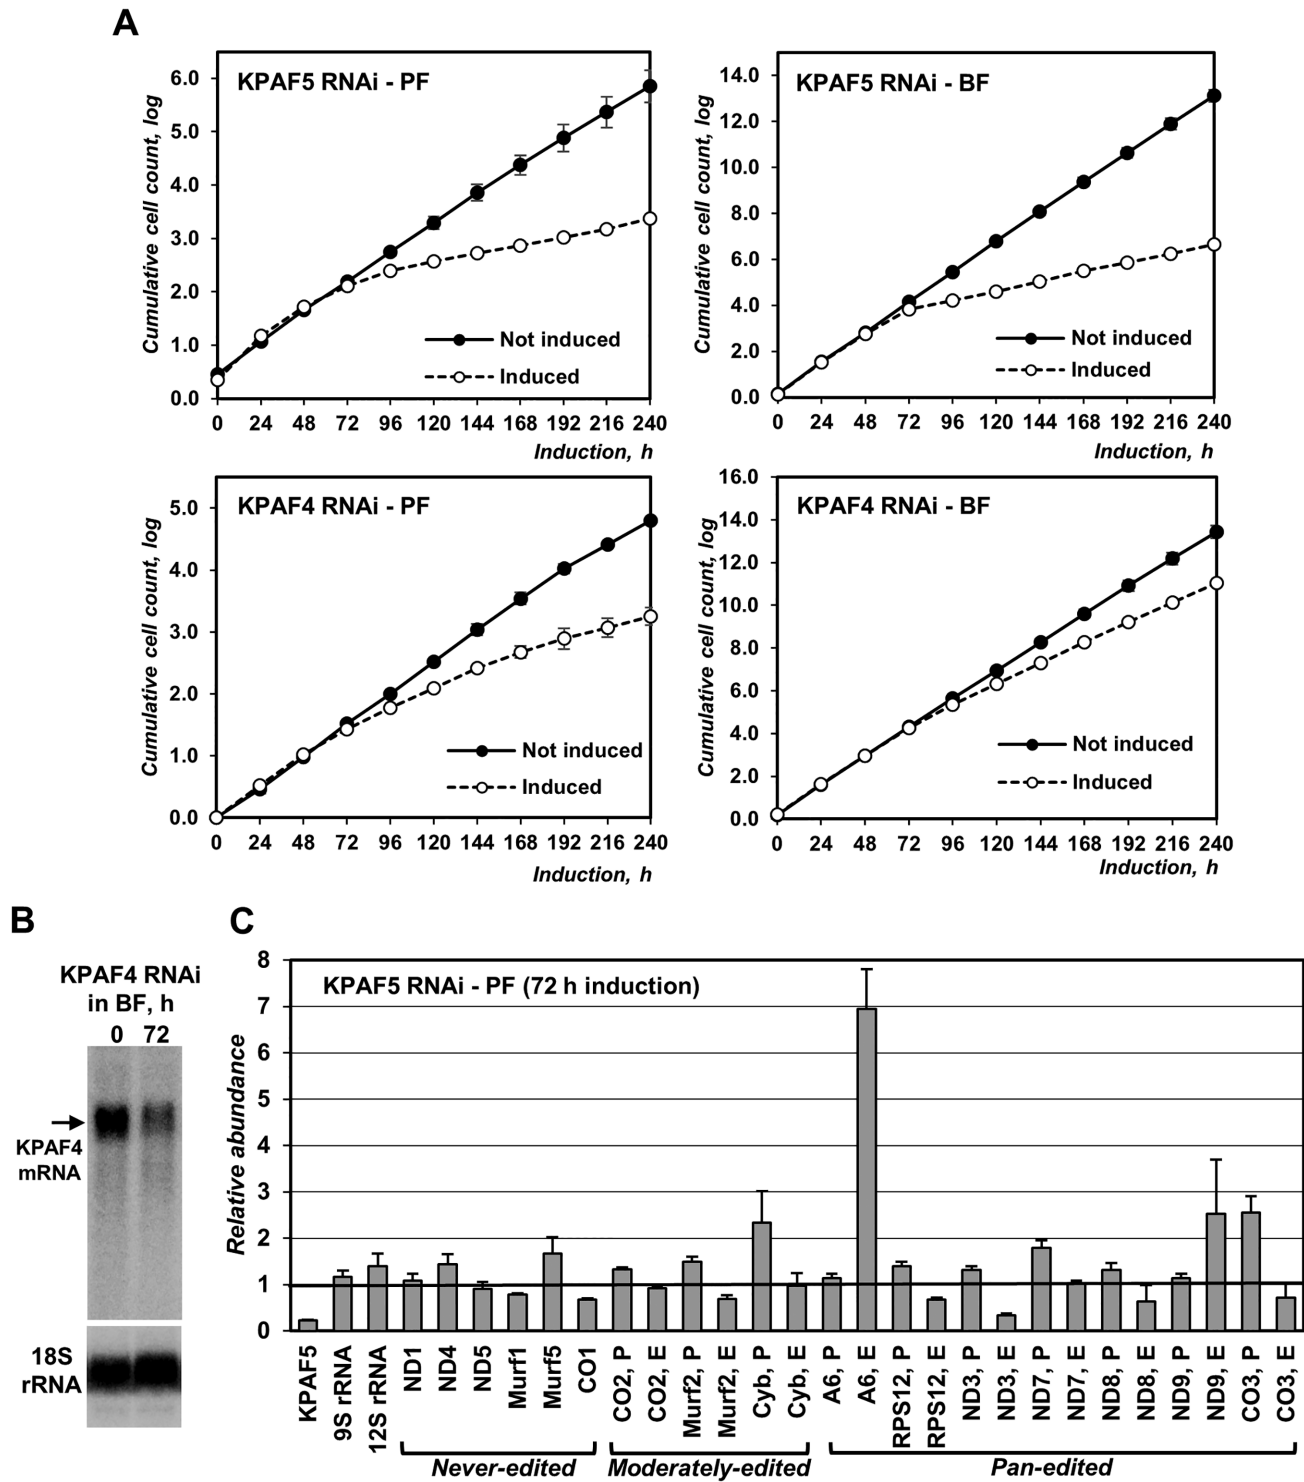 A
KPAF5 RNAi - PF
Cumulative cell count, log
6.0
5.0
4.0
3.0
2.0
1.0
0.0
Not induced
Induced
0 24 48 72 96 120 144 168 192 216 240
Induction, h
KPAF5 RNAi - BF
Cumulative cell count, log
14.0
12.0
10.0
8.0
6.0
4.0
2.0
0.0
Not induced
Induced
0 24 48 72 96 120 144 168 192 216 240
Induction, h
KPAF4 RNAi - PF
Cumulative cell count, log
5.0
4.0
3.0
2.0
1.0
0.0
Not induced
Induced
0 24 48 72 96 120 144 168 192 216 240
Induction, h
KPAF4 RNAi - BF
Cumulative cell count, log
16.0
14.0
12.0
10.0
8.0
6.0
4.0
2.0
0.0
Not induced
Induced
0 24 48 72 96 120 144 168 192 216 240
Induction, h
B
KPAF4 RNAi
in BF, h
0 72
KPAF4
mRNA
18S
rRNA
C
KPAF5 RNAi - PF (72 h induction)
Relative abundance
8
7
6
5
4
3
2
1
0
KPAF5
9S rRNA
12S rRNA
ND1
ND4
ND5
Murf1
Murf5
CO1
CO2, P
CO2, E
Murf2, P
Murf2, E
Cyb, P
Cyb, E
A6, P
A6, E
RPS12, P
RPS12, E
ND3, P
ND3, E
ND7, P
ND7, E
ND8, P
ND8, E
ND9, P
ND9, E
CO3, P
CO3, E
Never-edited
Moderately-edited
Pan-edited